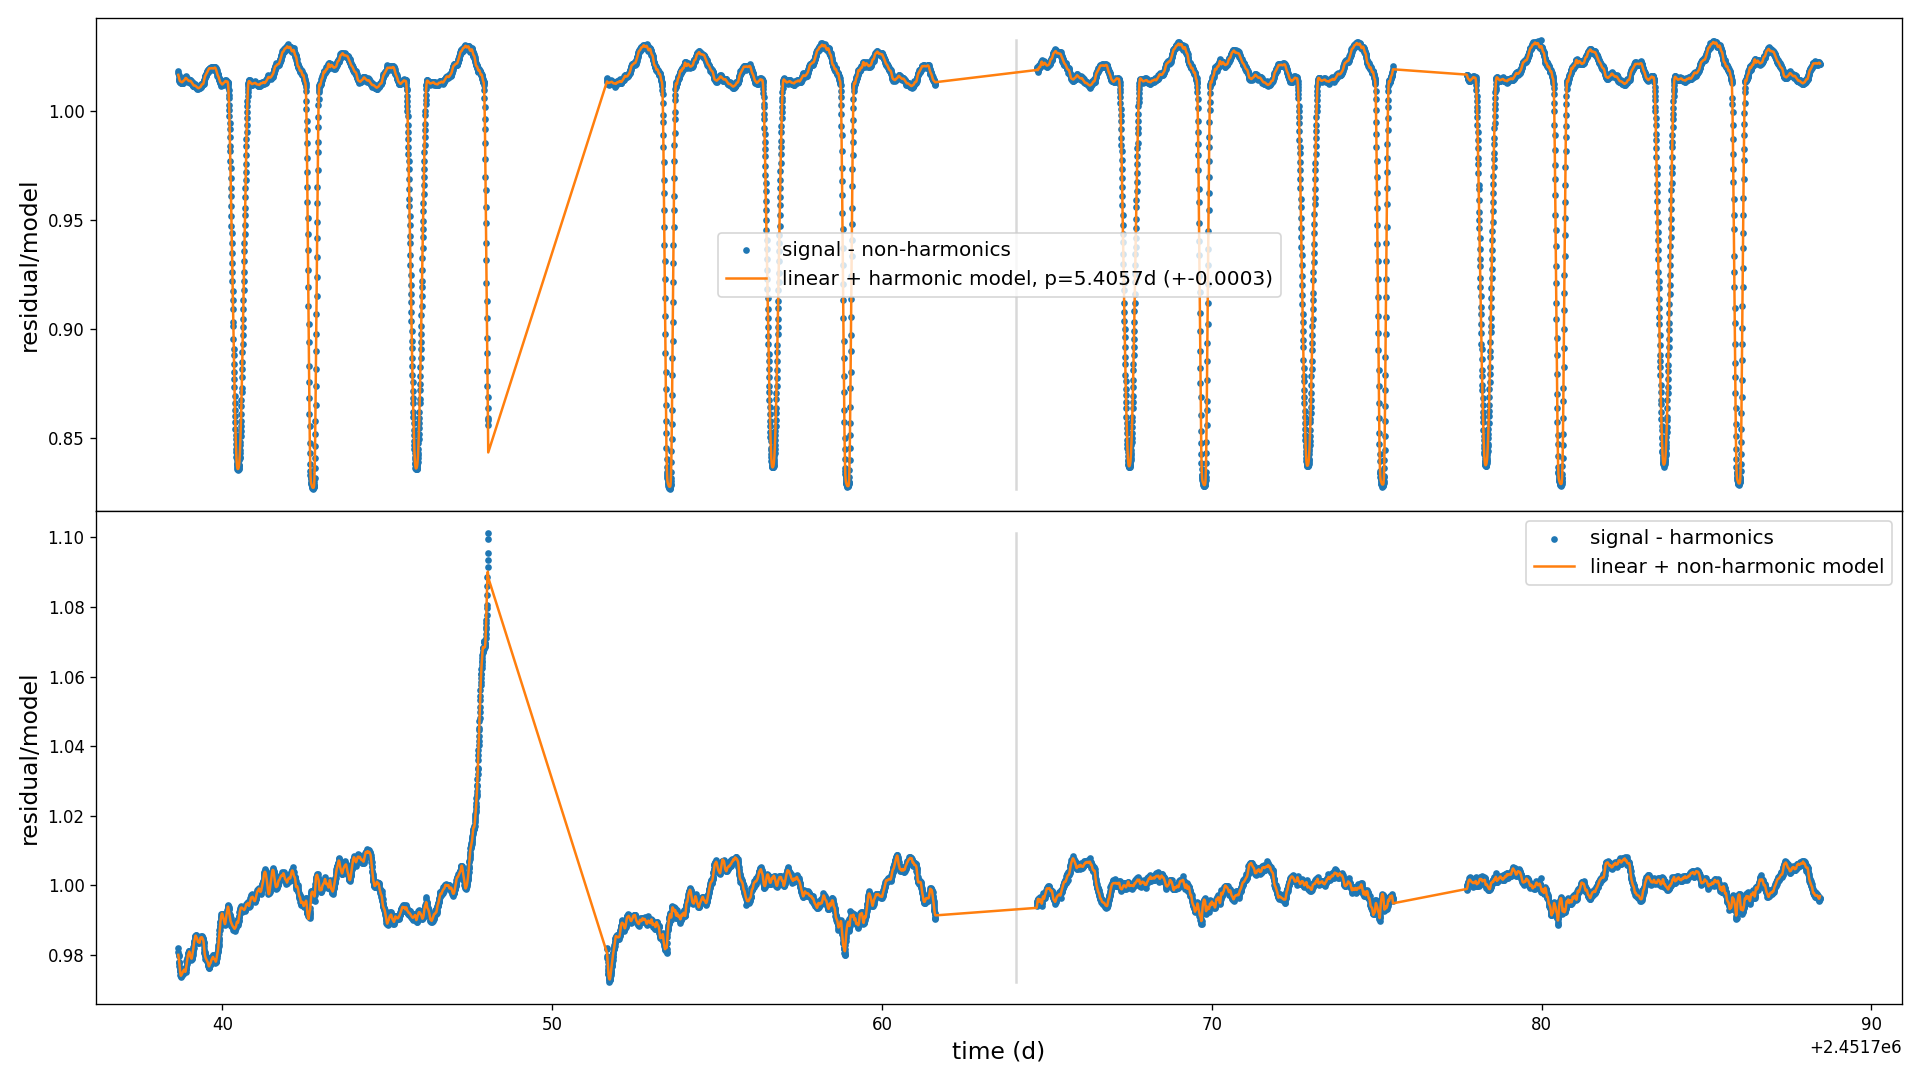 residual/model
1.00
0.95
0.90
0.85
signal - non-harmonics
linear + harmonic model, p=5.4057d (+-0.0003)
residual/model
1.10
1.08
1.06
1.04
1.02
1.00
0.98
signal - harmonics
linear + non-harmonic model
40
50
60
70
80
90
time (d)
+2.4517e6